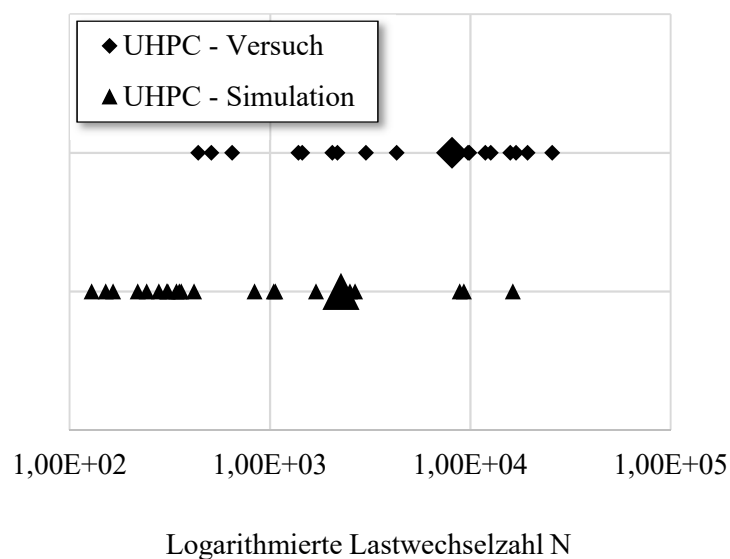 UHPC - Versuch
UHPC - Simulation
1,00E+02 1,00E+03 1,00E+04 1,00E+05
Logarithmierte Lastwechselzahl N